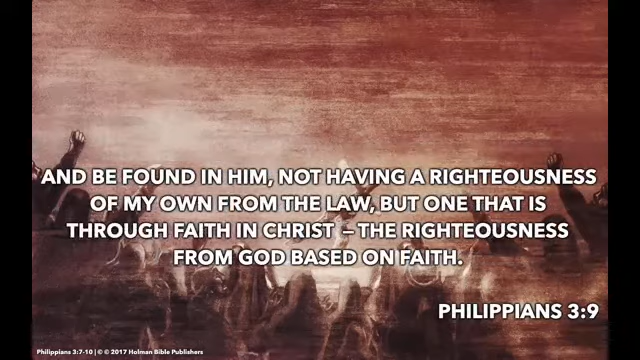 AND BE FOUND IN HIM, NOT HAVING A RIGHTEOUSNESS
OF MY OWN FROM THE LAW, BUT ONE THAT IS
THROUGH FAITH IN CHRIST – THE RIGHTEOUSNESS
FROM GOD BASED ON FAITH.
PHILIPPIANS 3:9
Philippians 3:7-10 | © © 2017 Holman Bible Publishers